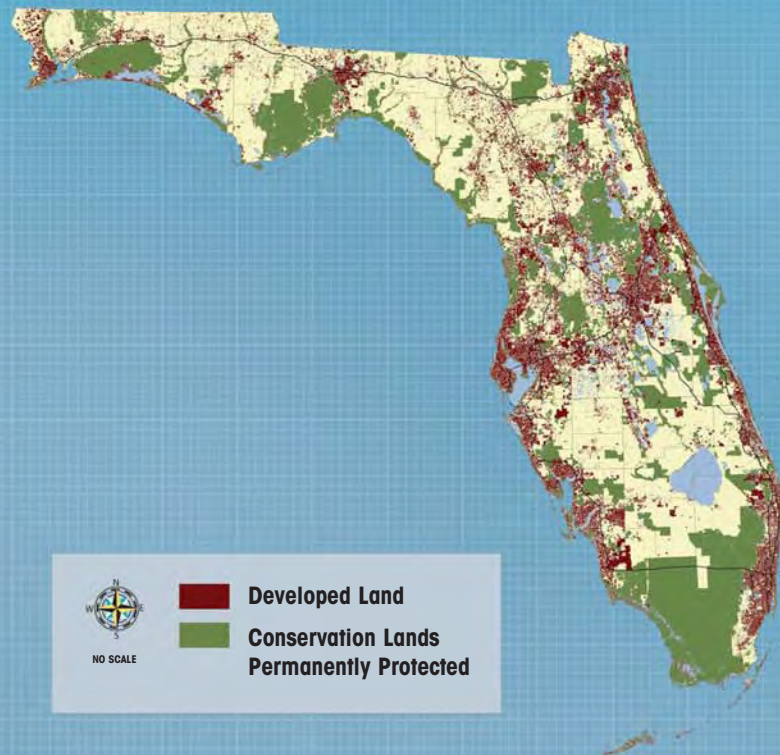 N
W E
S
NO SCALE
Developed Land
Conservation Lands
Permanently Protected